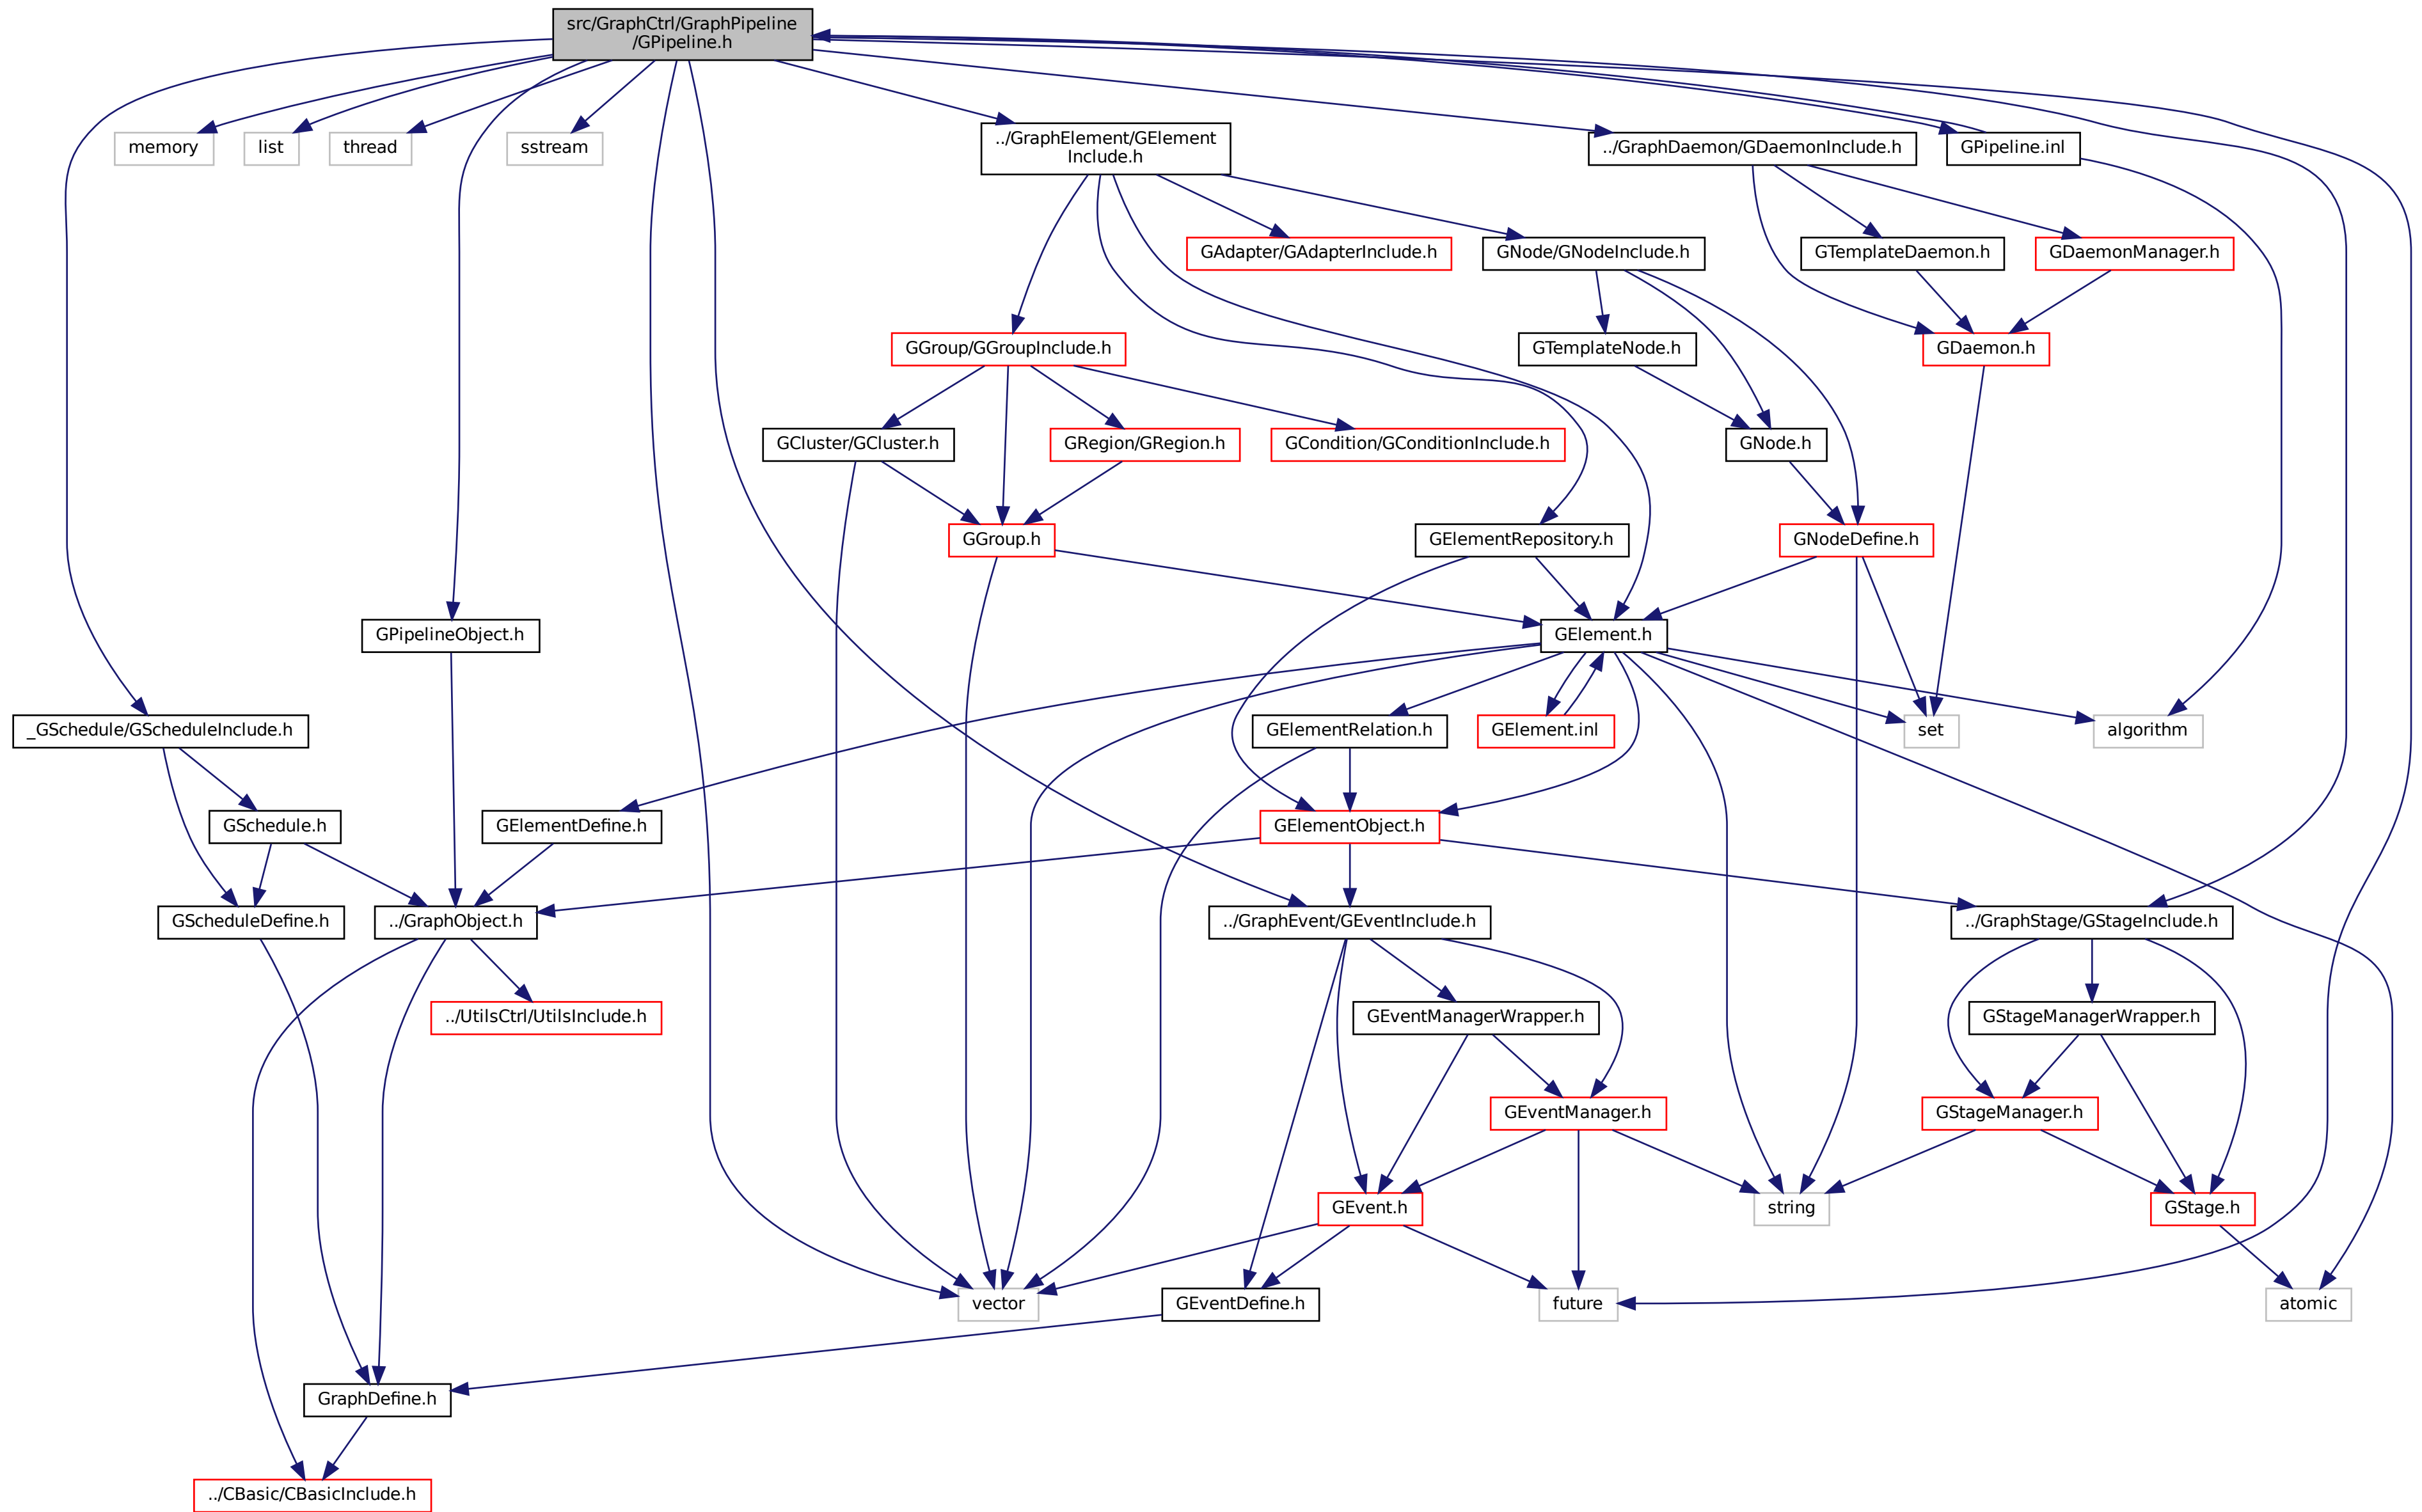 src/GraphCtrl/GraphPipeline
/GPipeline.h
memory
list
thread
sstream
../GraphElement/GElement
Include.h
../GraphDaemon/GDaemonInclude.h
GPipeline.inl
GAdapter/GAdapterInclude.h
GNode/GNodeInclude.h
GTemplateDaemon.h
GDaemonManager.h
GGroup/GGroupInclude.h
GTemplateNode.h
GDaemon.h
GCluster/GCluster.h
GRegion/GRegion.h
GCondition/GConditionInclude.h
GNode.h
GGroup.h
GElementRepository.h
GNodeDefine.h
GPipelineObject.h
GElement.h
_GSchedule/GScheduleInclude.h
GElementRelation.h
GElement.inl
set
algorithm
GSchedule.h
GElementDefine.h
GElementObject.h
GScheduleDefine.h
../GraphObject.h
../GraphEvent/GEventInclude.h
../GraphStage/GStageInclude.h
../UtilsCtrl/UtilsInclude.h
GEventManagerWrapper.h
GStageManagerWrapper.h
GEventManager.h
GStageManager.h
GEvent.h
string
GStage.h
vector
GEventDefine.h
future
atomic
GraphDefine.h
../CBasic/CBasicInclude.h